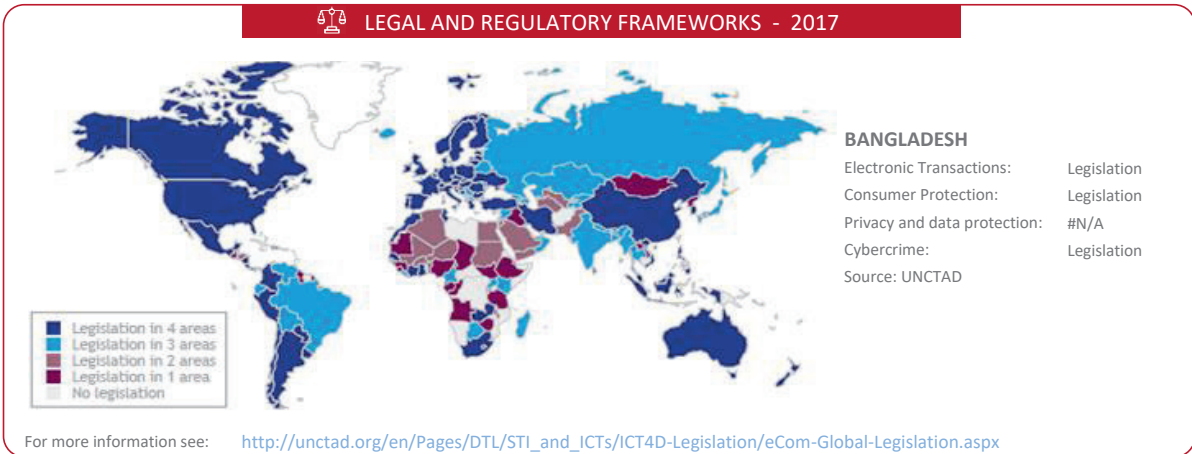 LEGAL AND REGULATORY FRAMEWORKS - 2017
BANGLADESH
Electronic Transactions: Legislation
Consumer Protection: Legislation
Privacy and data protection: #N/A
Cybercrime: Legislation
Source: UNCTAD
Legislation in 4 areas
Legislation in 3 areas
Legislation in 2 areas
Legislation in 1 area
No legislation
For more information see: http://unctad.org/en/Pages/DTL/STI_and_ICTs/ICT4D-Legislation/eCom-Global-Legislation.aspx